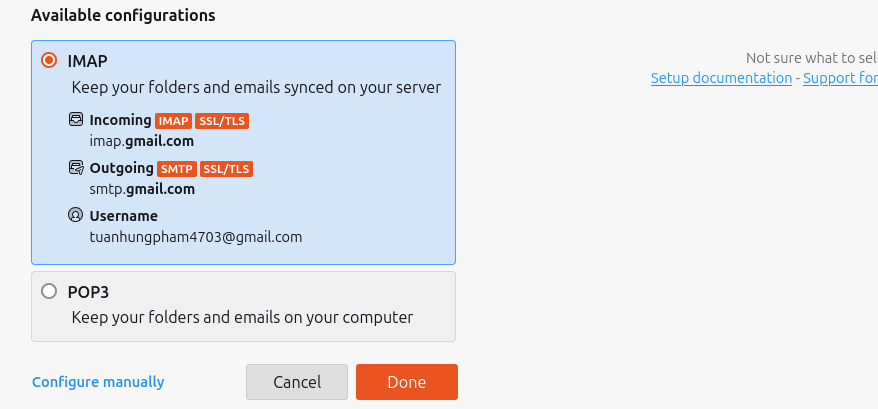 Available configurations
IMAP
Keep your folders and emails synced on your server
Not sure what to sel
Setup documentation - Support for
Incoming IMAP SSL/TLS
imap.gmail.com
Outgoing SMTP SSL/TLS
smtp.gmail.com
Username
tuanhungpham4703@gmail.com
POP3
Keep your folders and emails on your computer
Configure manually Cancel Done